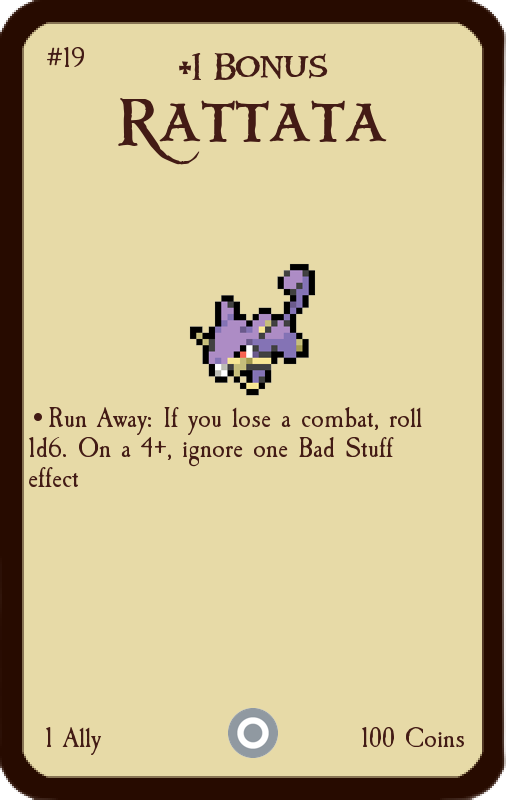 #19
+1 Bonus
Rattata
•Run Away: If you lose a combat, roll
1d6. On a 4+, ignore one Bad Stuff
effect
1 Ally
100 Coins